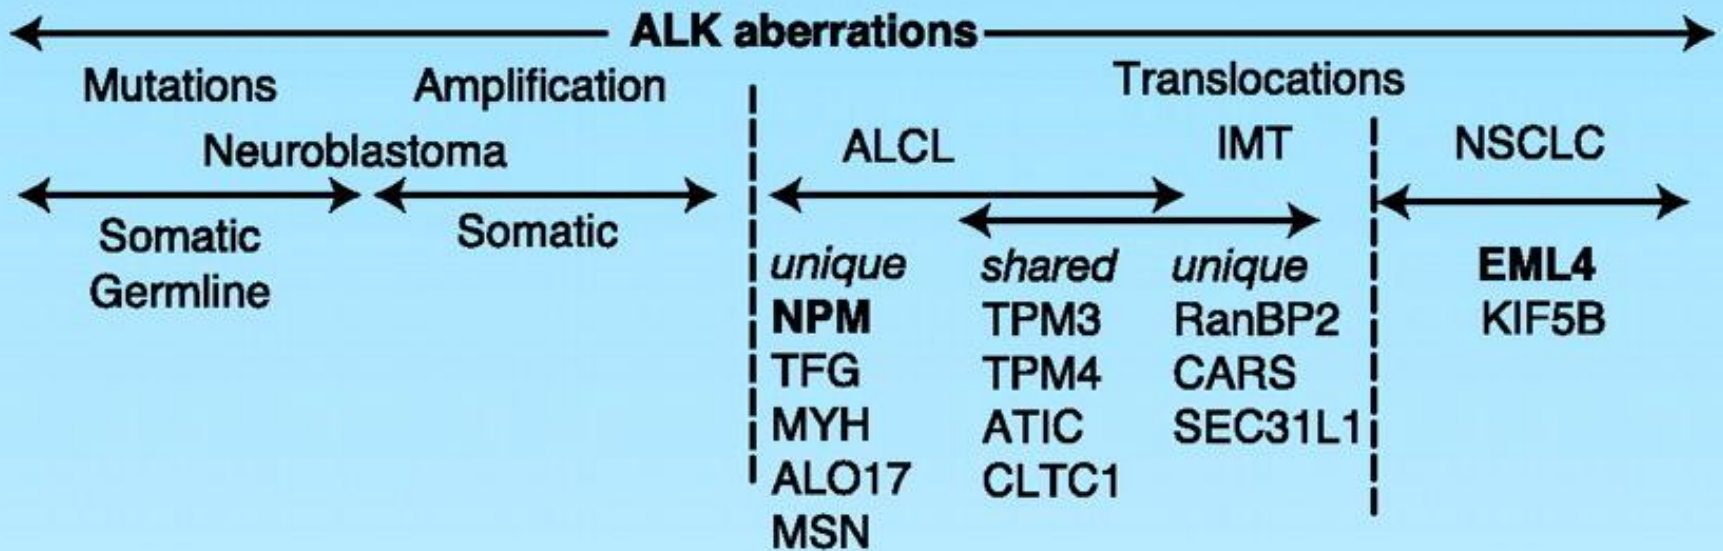 ALK aberrations
Mutations Amplification Translocations
Neuroblastoma ALCL IMT NSCLC
Somatic Somatic
Germline
unique shared unique EML4
NPM TPM3 RanBP2 KIF5B
TFG TPM4 CARS
MYH ATIC SEC31L1
ALO17 CLTC1
MSN